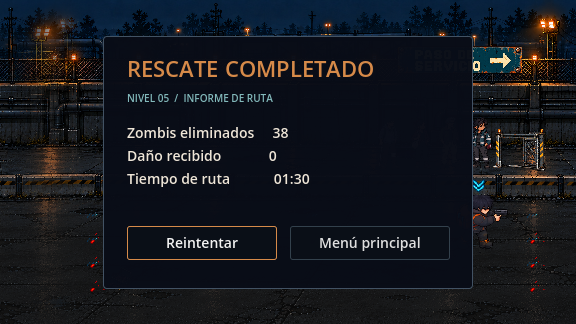 RESCATE COMPLETADO
NIVEL 05 / INFORME DE RUTA
Zombis eliminados 38
Daño recibido 0
Tiempo de ruta 01:30
Reintentar
Menú principal